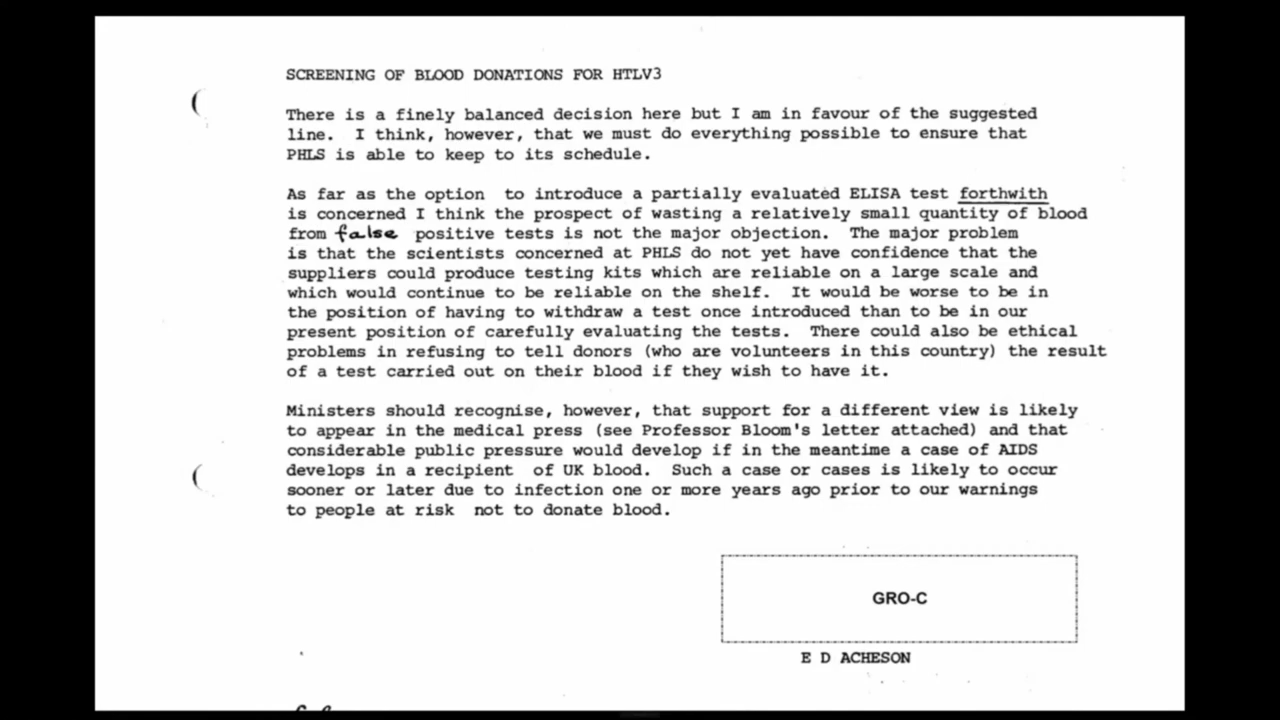 SCREENING OF BLOOD DONATIONS FOR HTLV3
There is a finely balanced decision here but I am in favour of the suggested
line. I think, however, that we must do everything possible to ensure that
PHLS is able to keep to its schedule.
As far as the option to introduce a partially evaluated ELISA test forthwith
is concerned I think the prospect of wasting a relatively small quantity of blood
from false positive tests is not the major objection. The major problem
is that the scientists concerned at PHLS do not yet have confidence that the
suppliers could produce testing kits which are reliable on a large scale and
which would continue to be reliable on the shelf. It would be worse to be in
the position of having to withdraw a test once introduced than to be in our
present position of carefully evaluating the tests. There could also be ethical
problems in refusing to tell donors (who are volunteers in this country) the result
of a test carried out on their blood if they wish to have it.
Ministers should recognise, however, that support for a different view is likely
to appear in the medical press (see Professor Bloom's letter attached) and that
considerable public pressure would develop if in the meantime a case of AIDS
develops in a recipient of UK blood. Such a case or cases is likely to occur
sooner or later due to infection one or more years ago prior to our warnings
to people at risk not to donate blood.
GRO-C
E D ACHESON